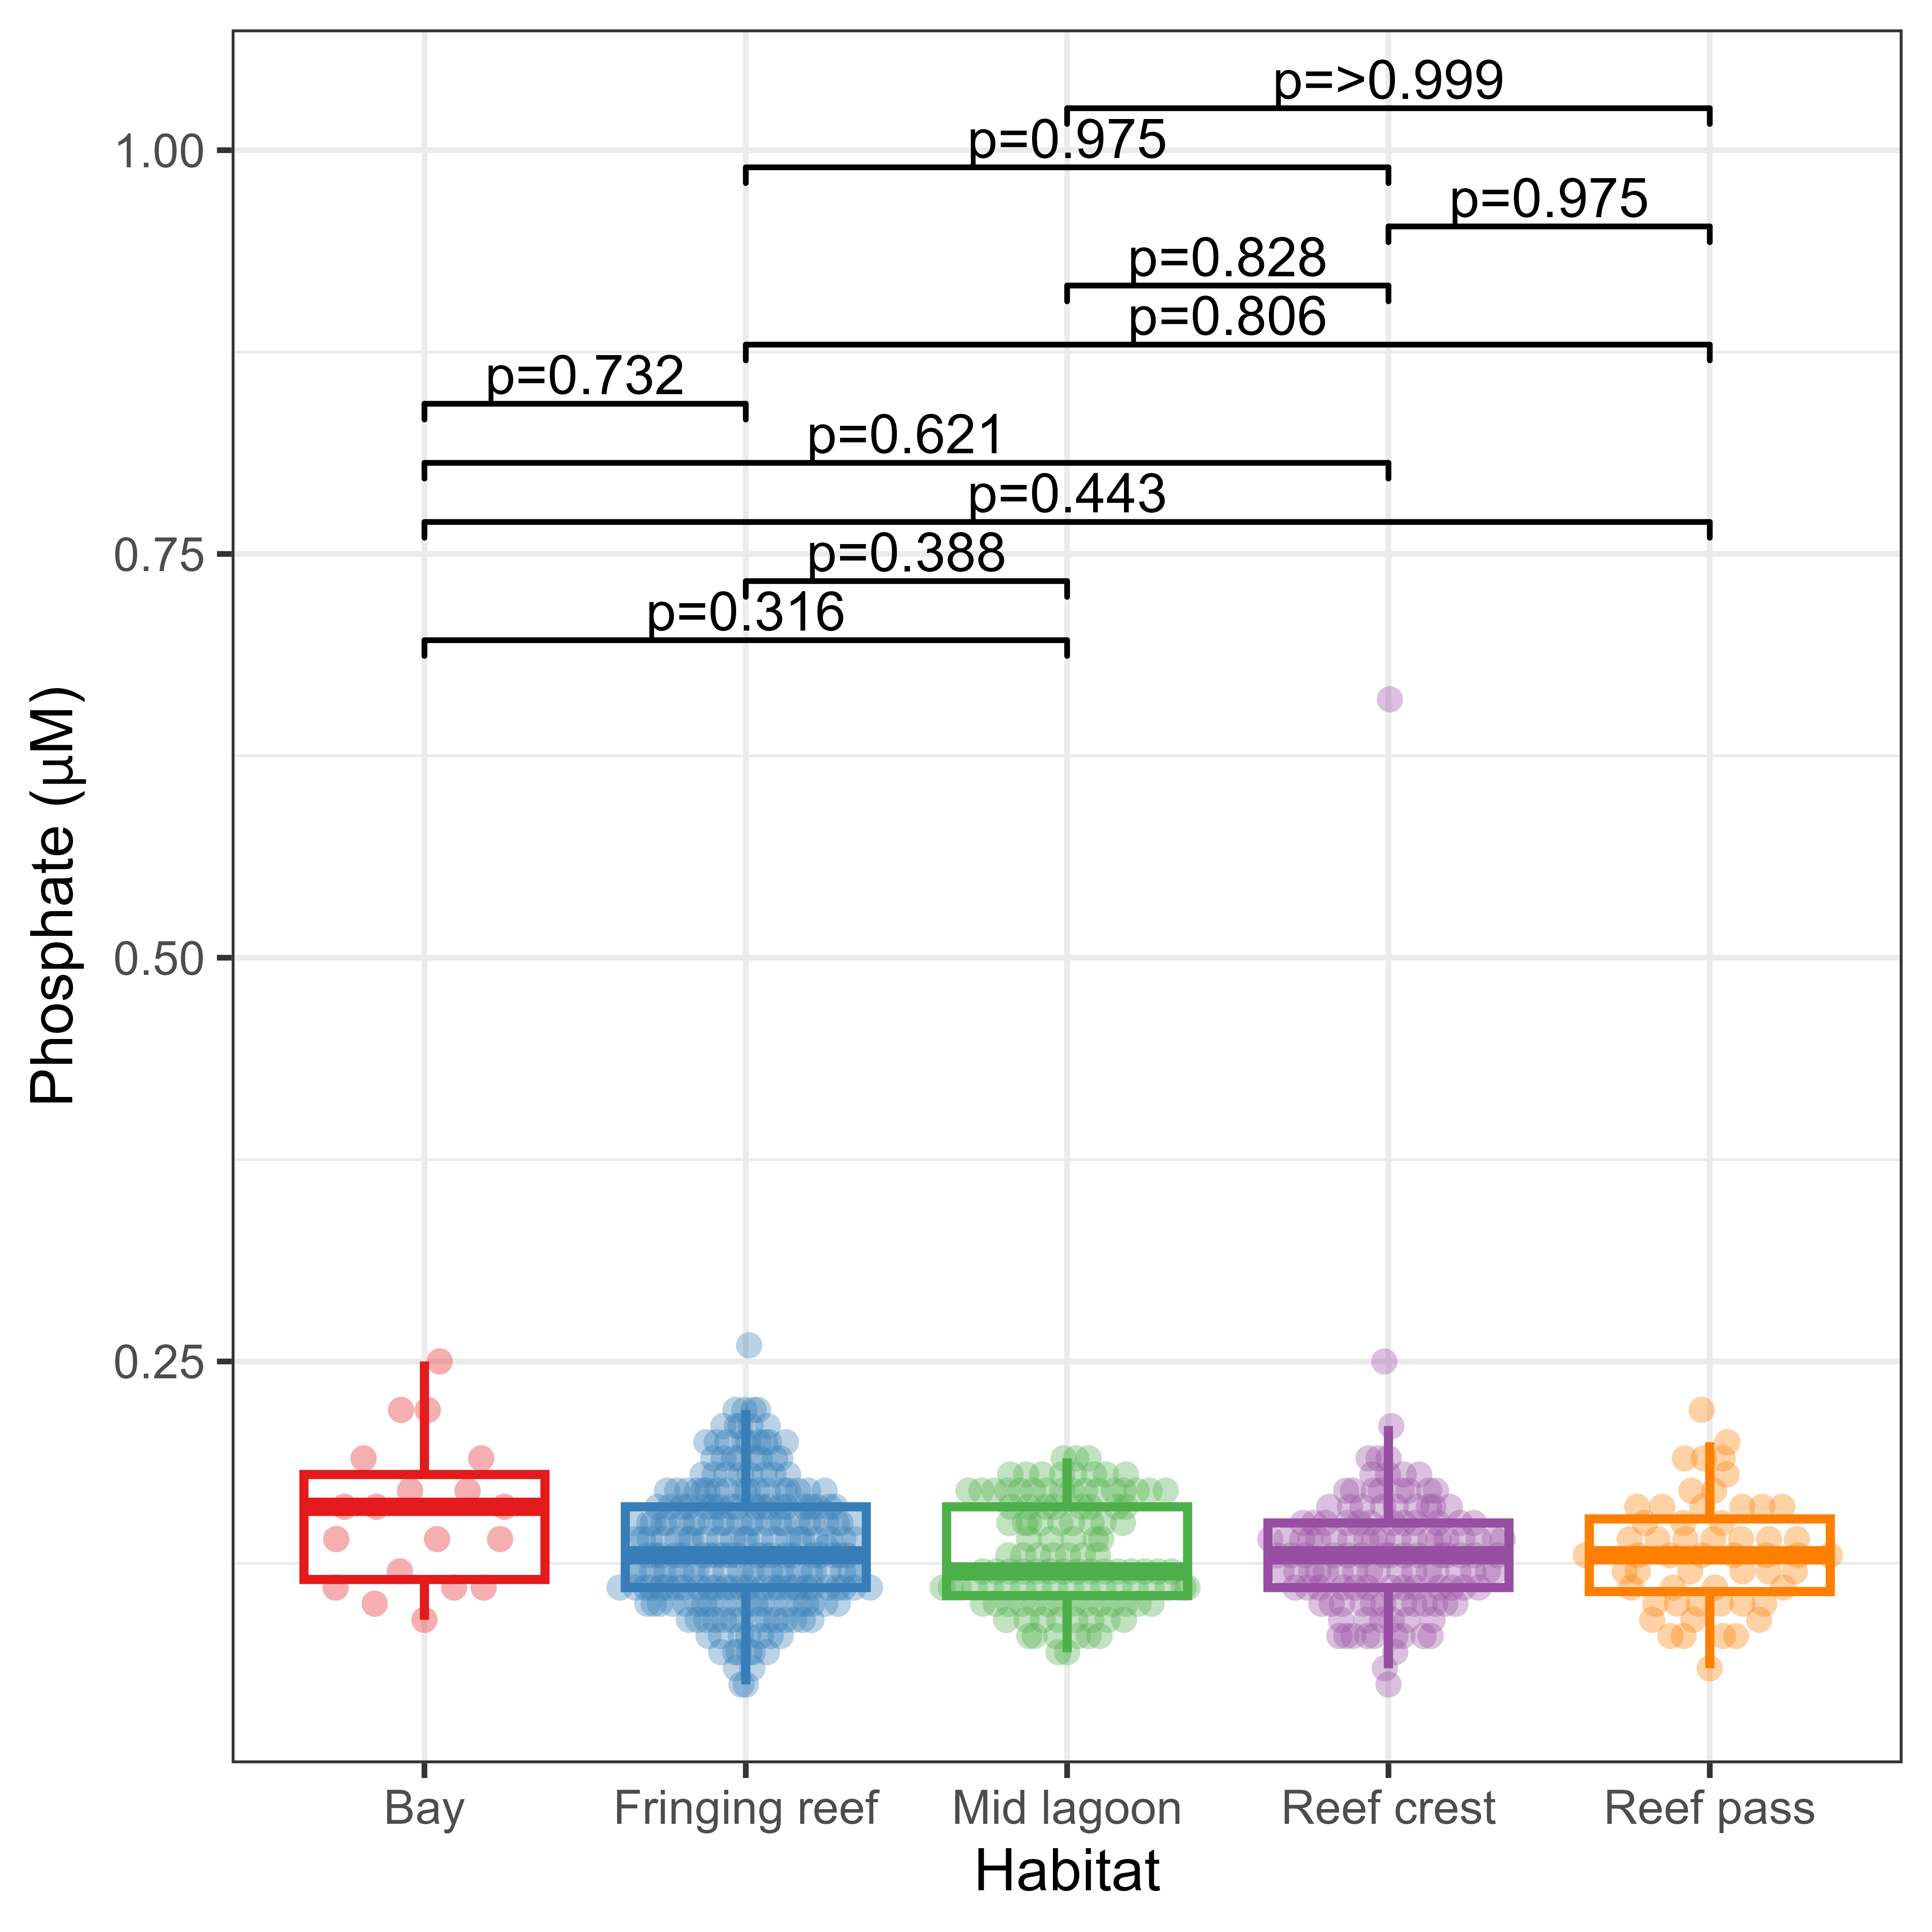 p=>0.999
1.00
p=0.975
p=0.975
p=0.828
p=0.806
p=0.732
p=0.621
p=0.443
0.75
p=0.388
p=0.316
Phosphate (µM)
0.50
0.25
Bay
Fringing reef
Mid lagoon
Reef crest
Reef pass
Habitat